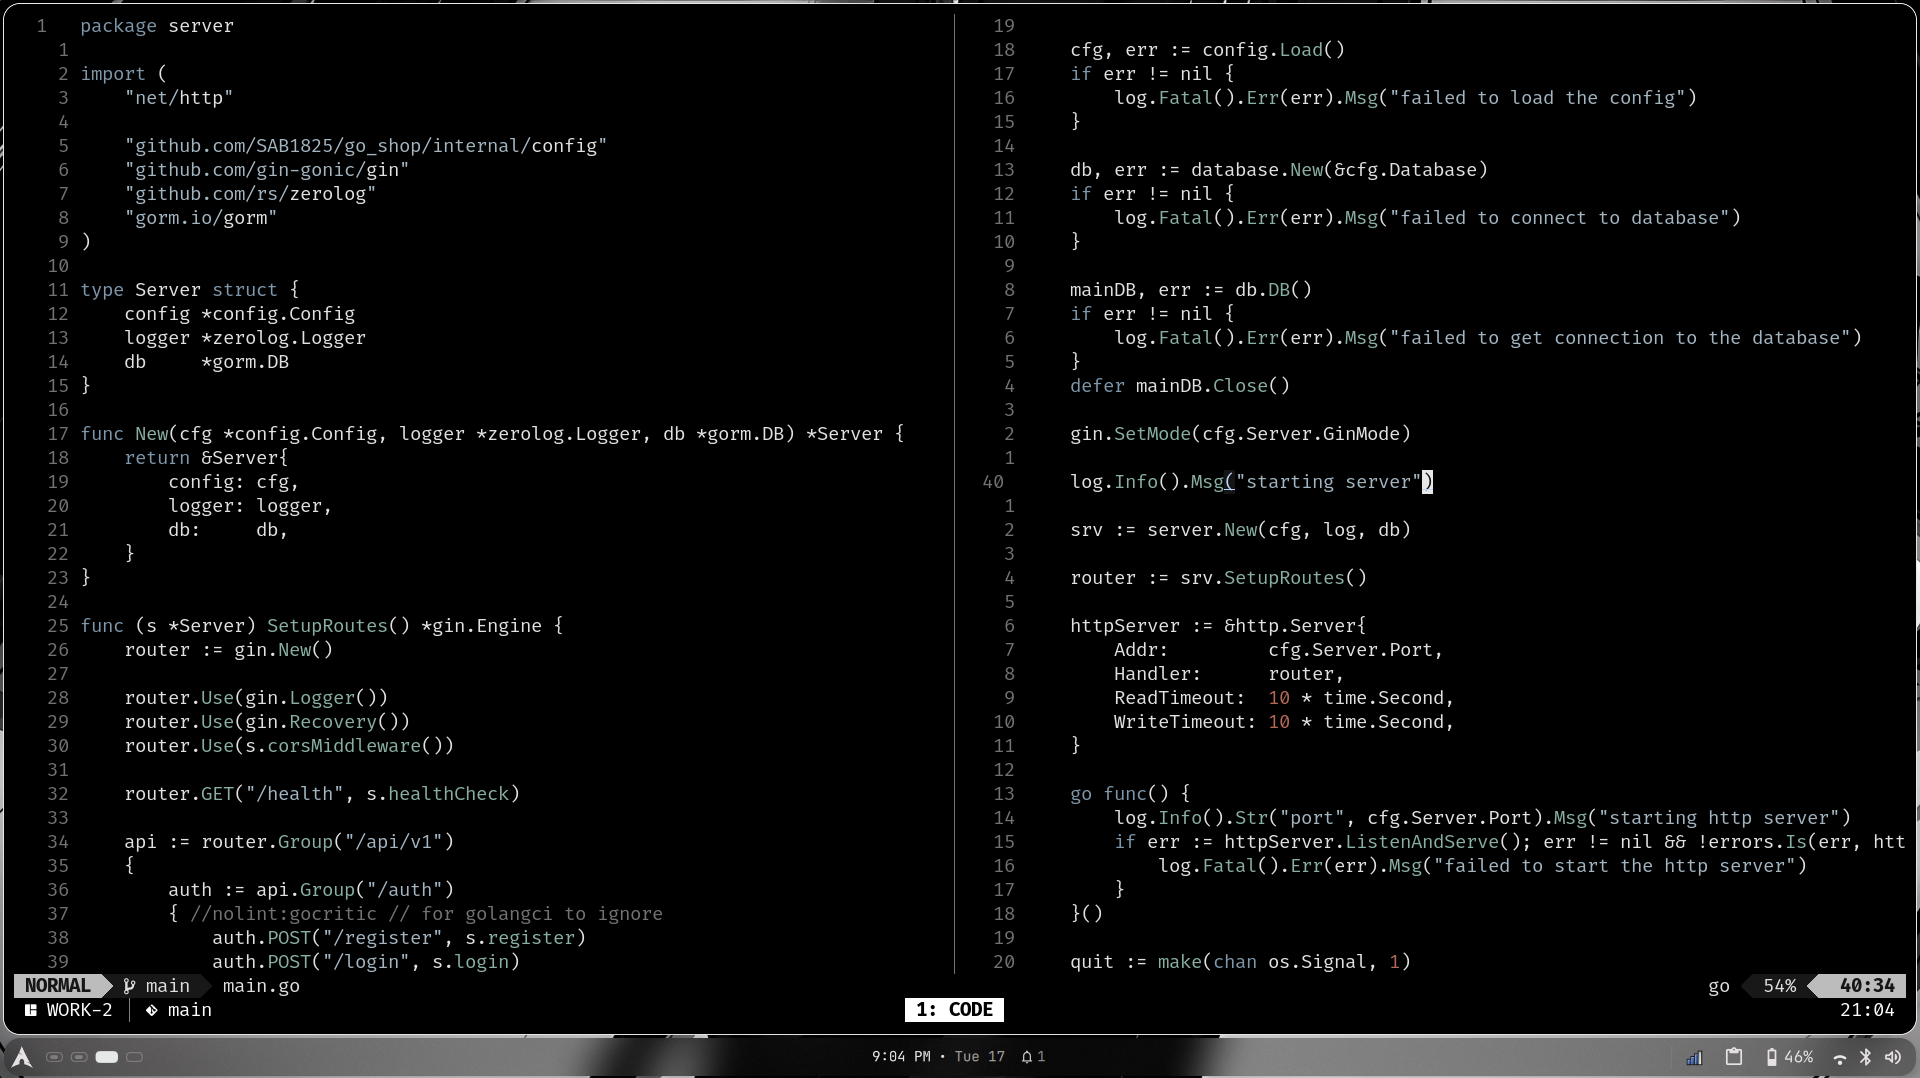 1 package server
1
2 import (
3 "net/http"
4
5 "github.com/SAB1825/go_shop/internal/config"
6 "github.com/gin-gonic/gin"
7 "github.com/rs/zerolog"
8 "gorm.io/gorm"
9 )
10
11 type Server struct {
12 config *config.Config
13 logger *zerolog.Logger
14 db *gorm.DB
15 }
16
17 func New(cfg *config.Config, logger *zerolog.Logger, db *gorm.DB) *Server {
18 return &Server{
19 config: cfg,
20 logger: logger,
21 db: db,
22 }
23 }
24
25 func (s *Server) SetupRoutes() *gin.Engine {
26 router := gin.New()
27
28 router.Use(gin.Logger())
29 router.Use(gin.Recovery())
30 router.Use(s.corsMiddleware())
31
32 router.GET("/health", s.healthCheck)
33
34 api := router.Group("/api/v1")
35 {
36 auth := api.Group("/auth")
37 { //nolint:gocritic // for golangci to ignore
38 auth.POST("/register", s.register)
39 auth.POST("/login", s.login)
19
18 cfg, err := config.Load()
17 if err != nil {
16 log.Fatal().Err(err).Msg("failed to load the config")
15 }
14
13 db, err := database.New(&cfg.Database)
12 if err != nil {
11 log.Fatal().Err(err).Msg("failed to connect to database")
10 }
9
8 mainDB, err := db.DB()
7 if err != nil {
6 log.Fatal().Err(err).Msg("failed to get connection to the database")
5 }
4 defer mainDB.Close()
3
2 gin.SetMode(cfg.Server.GinMode)
1
40 log.Info().Msg("starting server")
1
2 srv := server.New(cfg, log, db)
3
4 router := srv.SetupRoutes()
5
6 httpServer := &http.Server{
7 Addr: cfg.Server.Port,
8 Handler: router,
9 ReadTimeout: 10 * time.Second,
10 WriteTimeout: 10 * time.Second,
11 }
12
13 go func() {
14 log.Info().Str("port", cfg.Server.Port).Msg("starting http server")
15 if err := httpServer.ListenAndServe(); err != nil && !errors.Is(err, htt
16 log.Fatal().Err(err).Msg("failed to start the http server")
17 }
18 }()
19
20 quit := make(chan os.Signal, 1)
NORMAL main main.go go 54% 40:34
WORK-2 main 1: CODE 21:04
9:04 PM • Tue 17 1 46%